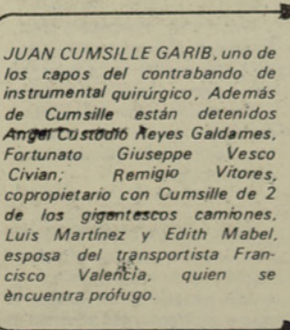 JUAN CUMSILLE GARIB, uno de
los capos del contrabando de
instrumental quirúrgico. Además
de Cumsille están detenidos
Angel Custodio Reyes Galdames,
Fortunato Giuseppe Vesco
Civian; Remigio Vitores,
copropietario con Cumsille de 2
de los gigantescos camiones,
Luis Martínez y Edith Mabel,
esposa del transportista Fran-
cisco Valencia, quien se
encuentra prófugo.